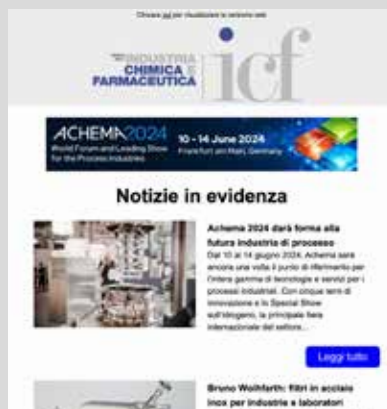 Cliccare qui per visualizzare la versione web
INDUSTRIA
CHIMICA E
FARMACEUTICA
icf
ACHEMA2024
World Forum and Leading Show
for the Process Industries
10 - 14 June 2024
Frankfurt am Main, Germany
Notizie in evidenza
Achema 2024 darà forma alla
futura industria di processo
Dal 10 al 14 giugno 2024, Achema sarà
ancora una volta il punto di riferimento per
l'intera gamma di tecnologie e servizi per i
processi industriali. Con cinque temi di
innovazione e lo Special Show
sull'idrogeno, la principale fiera
internazionale del settore...
Leggi tutto
Bruno Wolhfarth: filtri in acciaio
inox per industrie e laboratori